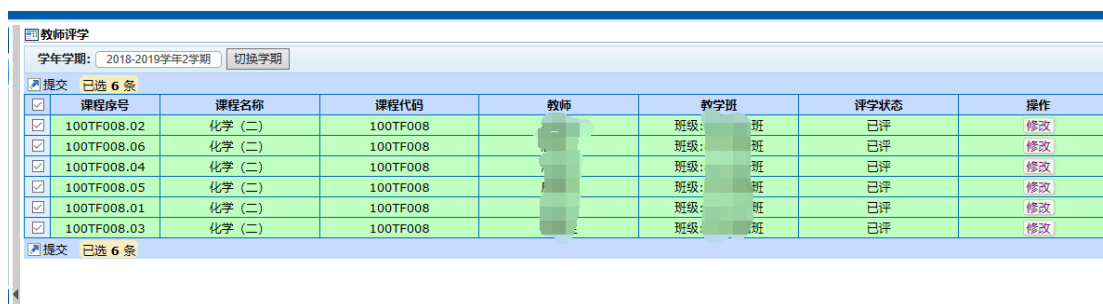 教师评学
学年学期: 2018-2019学年2学期 切换学期
提交 已选 6 条
课程序号 课程名称 课程代码 教师 教学班 评学状态 操作
100TF008.02 化学（二） 100TF008 班级: 班 已评 修改
100TF008.06 化学（二） 100TF008 班级: 班 已评 修改
100TF008.04 化学（二） 100TF008 班级: 班 已评 修改
100TF008.05 化学（二） 100TF008 班级: 班 已评 修改
100TF008.01 化学（二） 100TF008 班级: 班 已评 修改
100TF008.03 化学（二） 100TF008 班级: 班 已评 修改
提交 已选 6 条